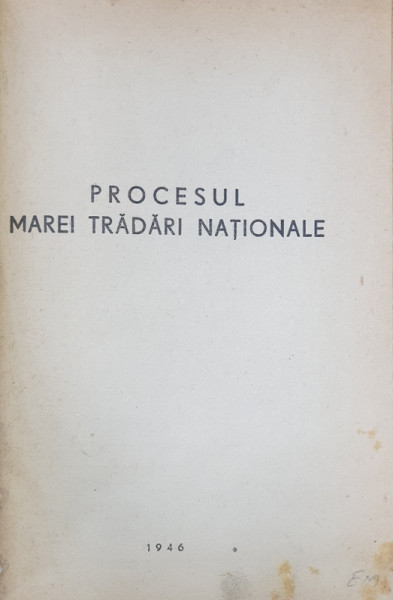 PROCESUL
MAREI TRĂDĂRI NAȚIONALE
1946